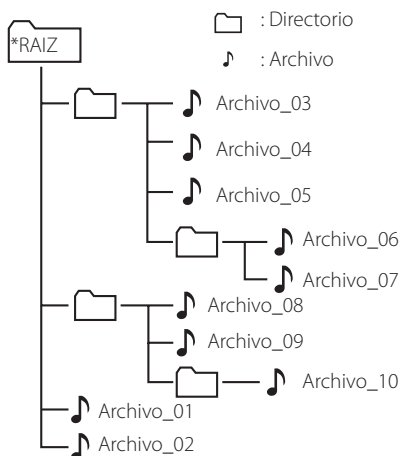 : Directorio
*RAIZ
: Archivo
Archivo_03
Archivo_04
Archivo_05
Archivo_06
Archivo_07
Archivo_08
Archivo_09
Archivo_10
Archivo_01
Archivo_02